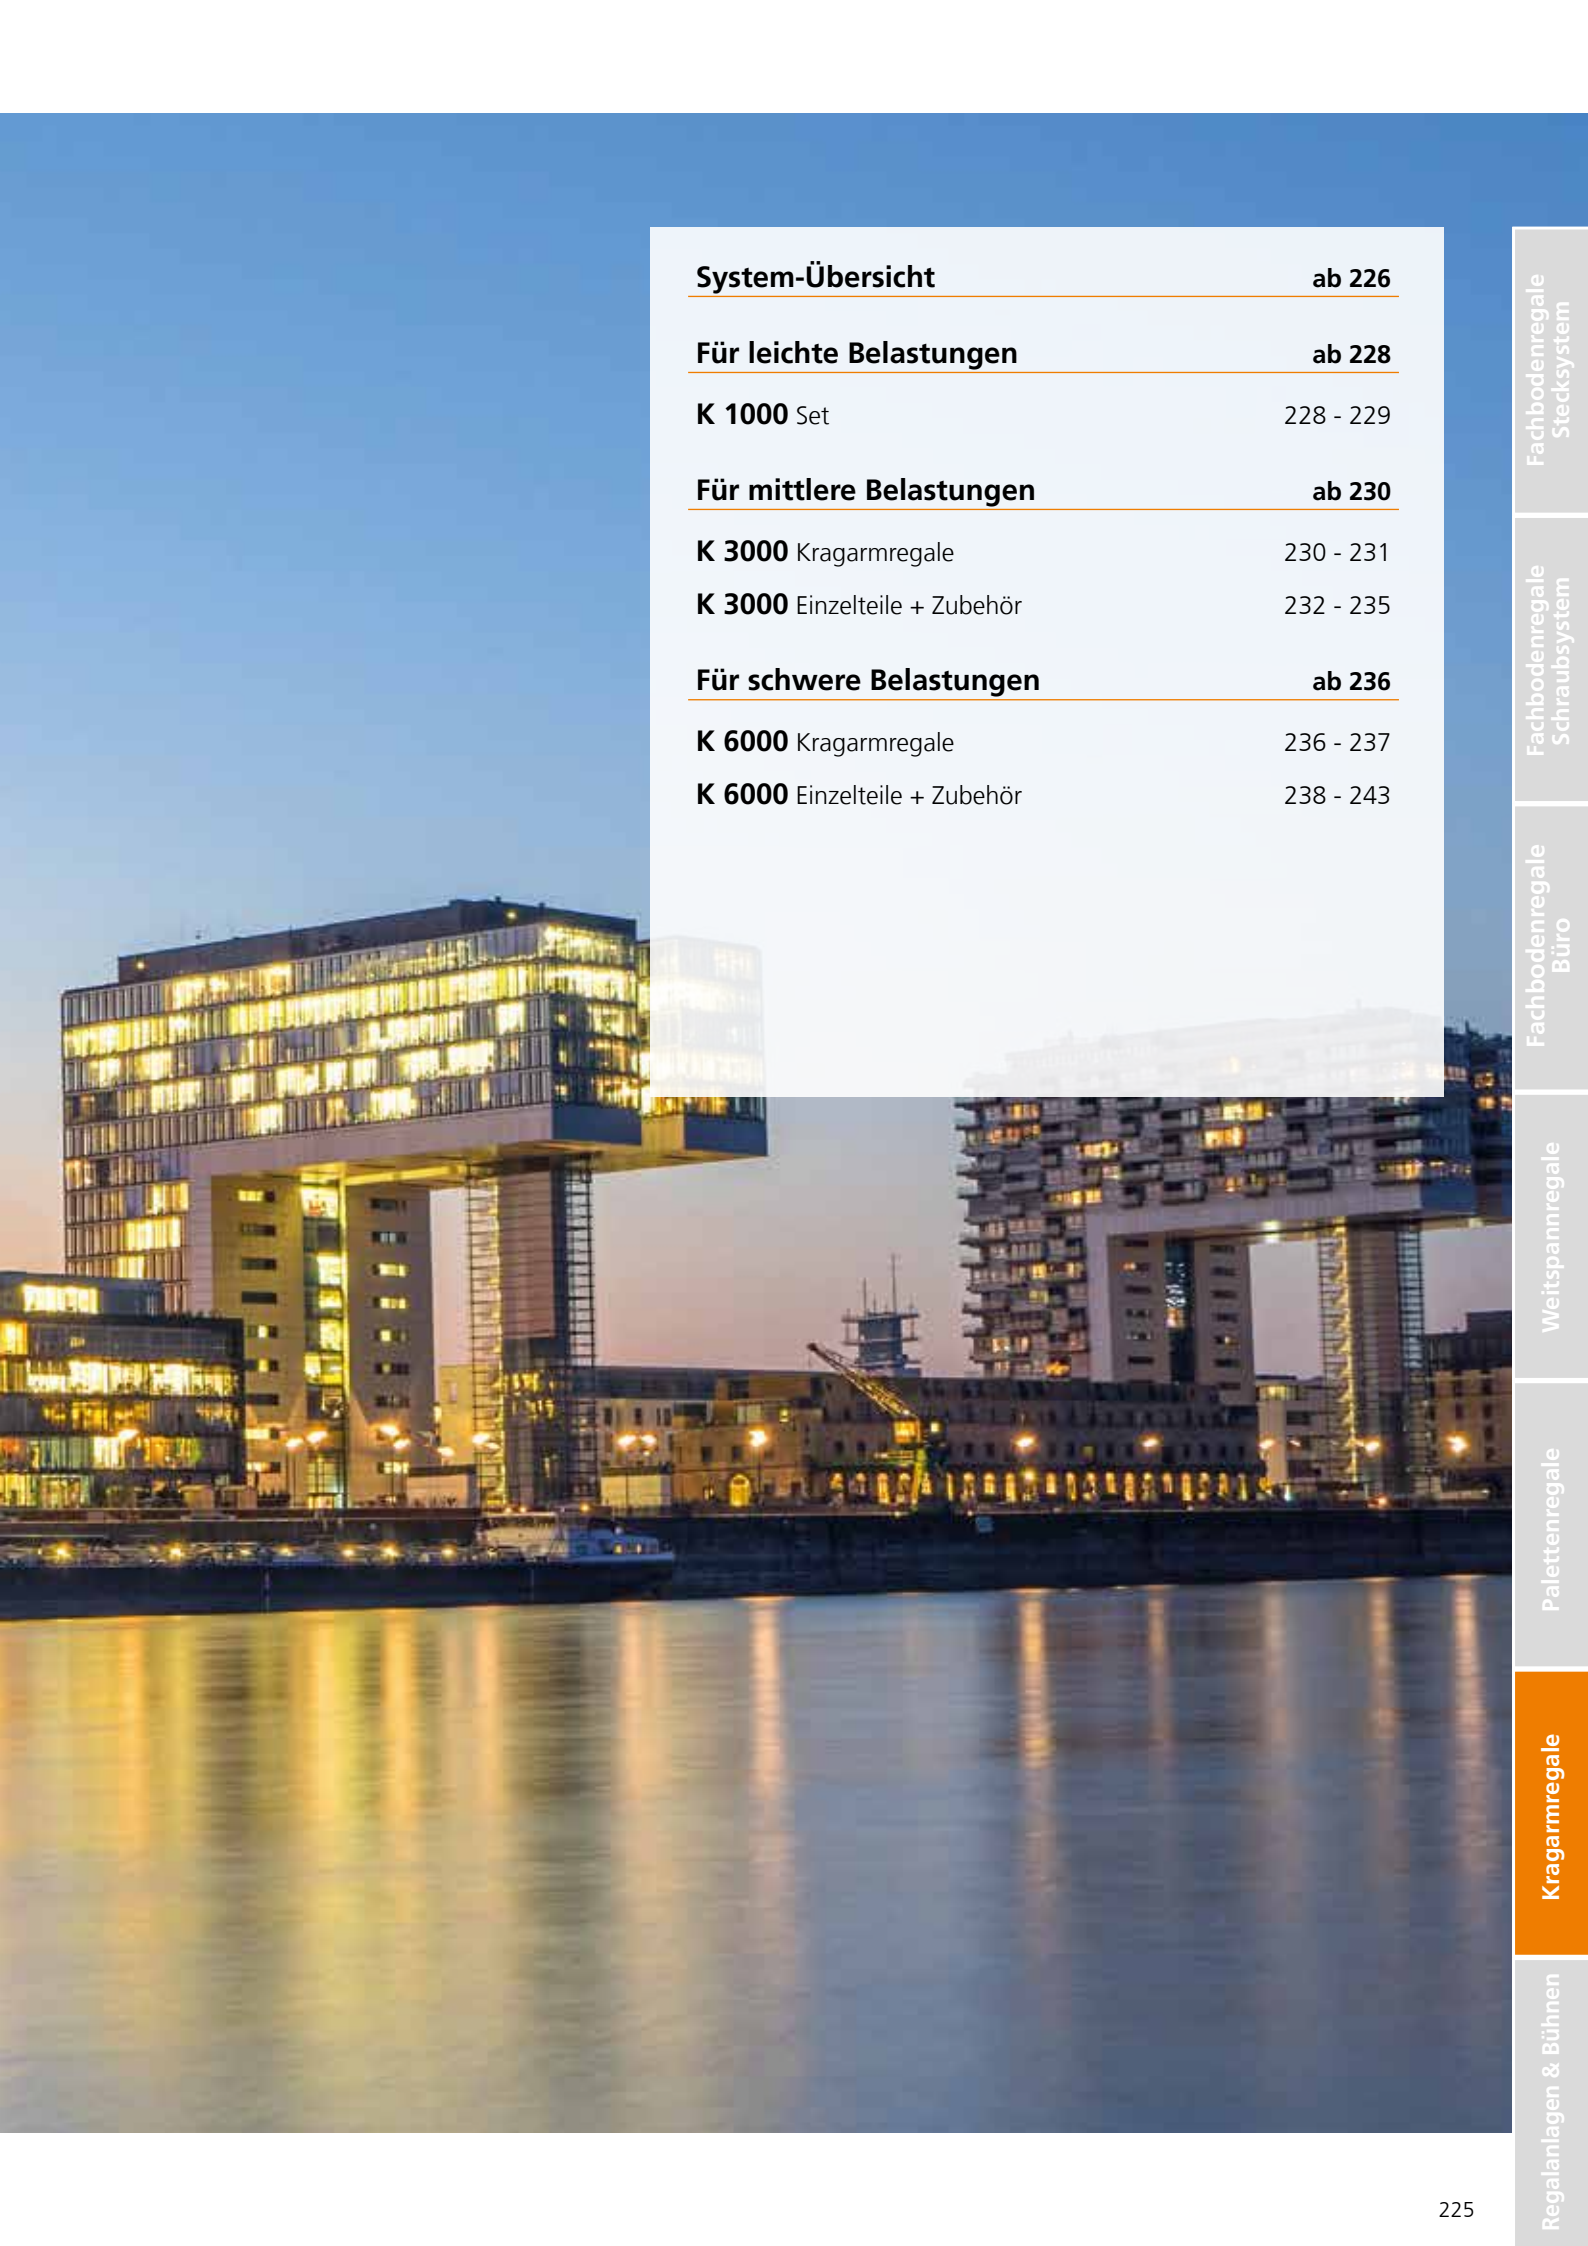 System-Übersicht ab 226
Für leichte Belastungen ab 228
K 1000 Set 228 - 229
Für mittlere Belastungen ab 230
K 3000 Kragarmregale 230 - 231
K 3000 Einzelteile + Zubehör 232 - 235
Für schwere Belastungen ab 236
K 6000 Kragarmregale 236 - 237
K 6000 Einzelteile + Zubehör 238 - 243
Fachbodenregale
Stecksystem
Fachbodenregale
Schraubsystem
Fachbodenregale
Büro
Weitspannregale
Palettenregale
Kragarmregale
Regalanlagen & Bühnen
225